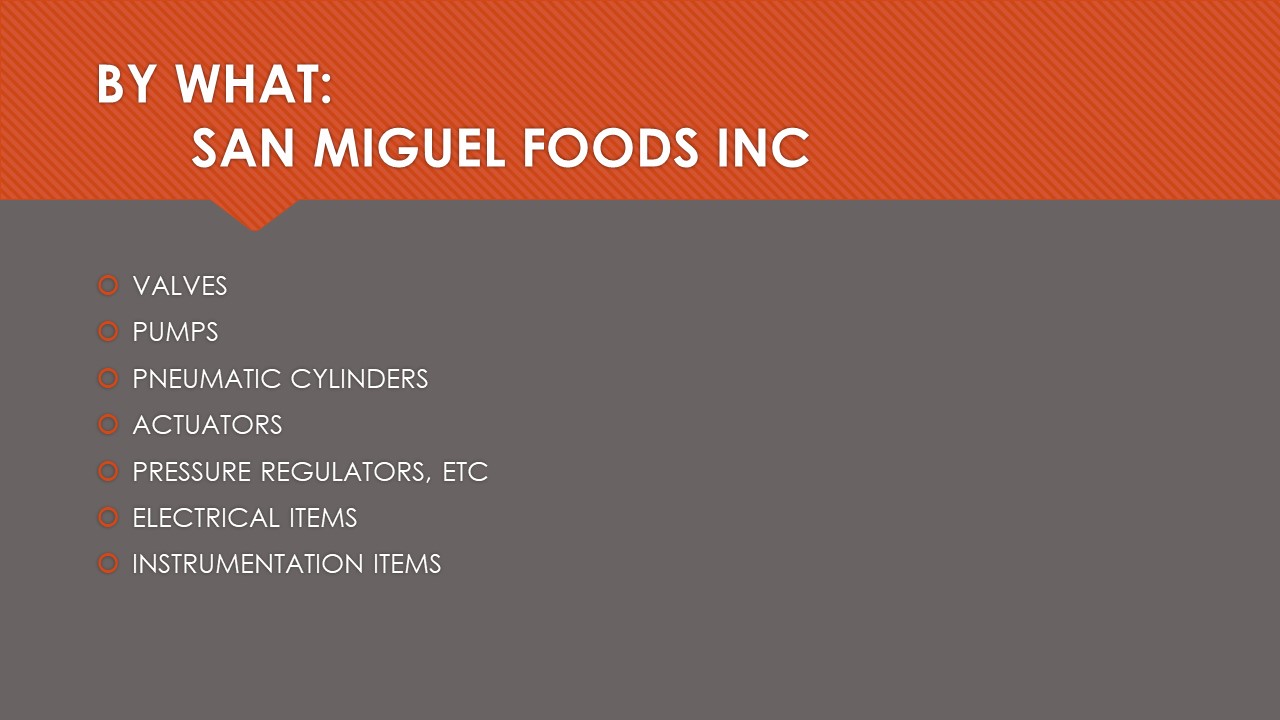 BY WHAT:
SAN MIGUEL FOODS INC
VALVES
PUMPS
PNEUMATIC CYLINDERS
ACTUATORS
PRESSURE REGULATORS, ETC
ELECTRICAL ITEMS
INSTRUMENTATION ITEMS